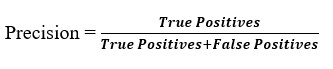 Precision = True Positives / True Positives+False Positives